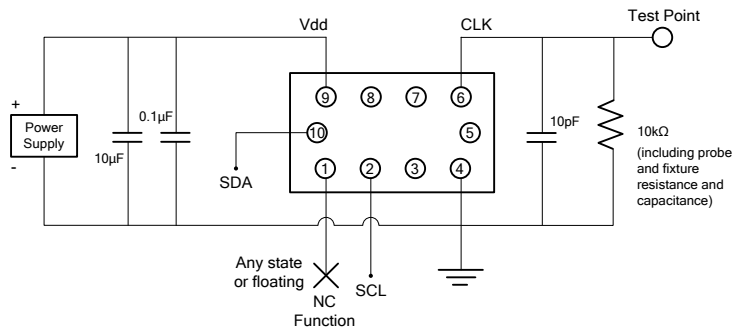 Test Point
Vdd
CLK
+
Power
Supply
-
10µF
0.1µF
9
8
7
6
10
5
1
2
3
4
SDA
10pF
10kΩ
(including probe
and fixture
resistance and
capacitance)
Any state
or floating
NC
Function
SCL